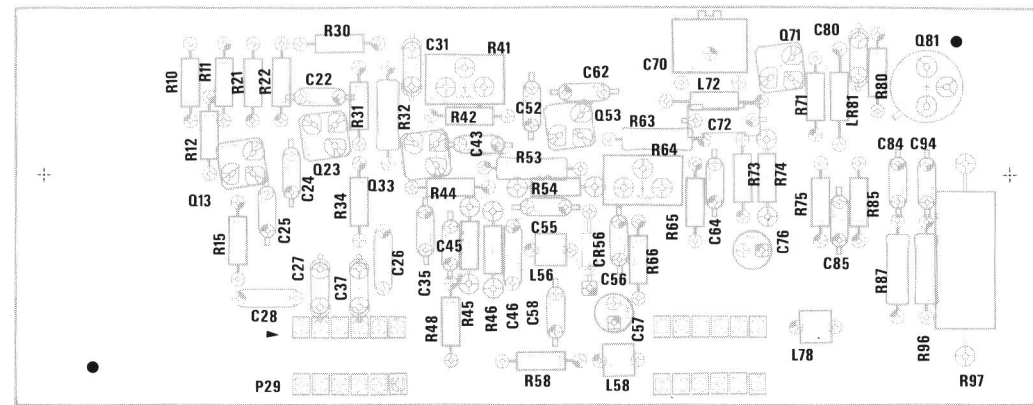 R30
C31
R41
C70
Q71
C80
Q81
R10
R11
R21
R22
C22
R31
R32
C62
C52
Q53
L72
R71
LR81
R80
R42
R12
Q23
C43
R63
C72
R53
R64
C84
C94
Q13
C24
R34
Q33
R44
R54
R65
C64
R73
R74
R75
R85
R15
C25
C26
C35
C45
C55
CR56
C56
R66
C76
C85
C27
C37
L56
R87
C28
R48
R45
R46
C46
C58
C57
L78
R96
R97
P29
R58
L58